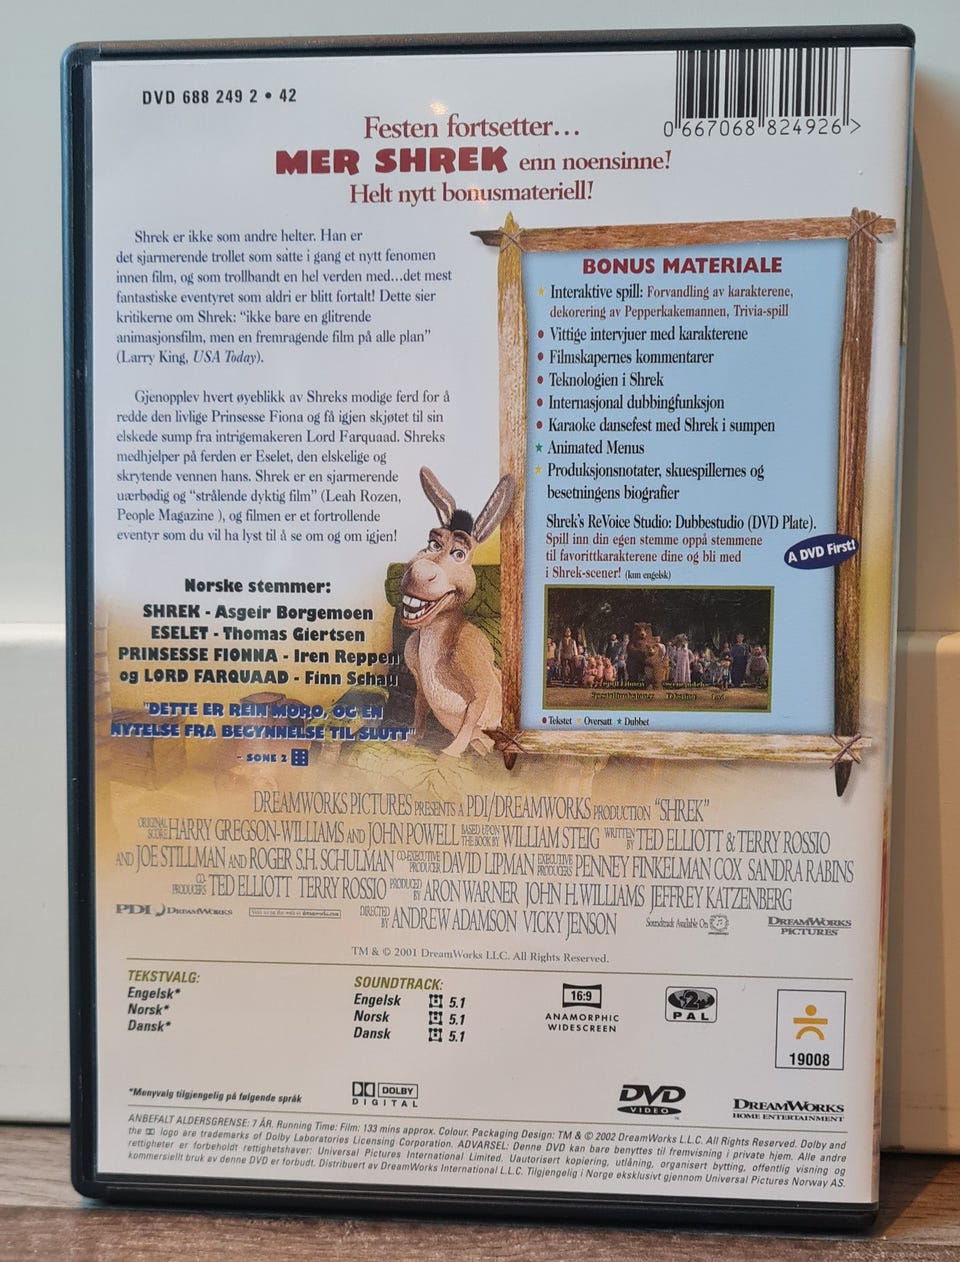 DVD 688 249 2 • 42
0 667068 824926 >
Festen fortsetter...
MER SHREK enn noensinne!
Helt nytt bonusmateriell!
Shrek er ikke som andre helter. Han er
det sjarmerende trollet som satte i gang et nytt fenomen
innen film, og som trollbandt en hel verden med...det mest
fantastiske eventyret som aldri er blitt fortalt! Dette sier
kritikerne om Shrek: "ikke bare en glitrende
animasjonsfilm, men en fremragende film på alle plan"
(Larry King, USA Today).
Gjenopplev hvert øyeblikk av Shreks modige ferd for å
redde den livlige Prinsesse Fiona og få igjen skjøtet til sin
elskede sump fra intrigemakeren Lord Farquaad. Shreks
medhjelper på ferden er Eselet, den elskelige og
skrytende vennen hans. Shrek er en sjarmerende
uærbødig og "strålende dyktig film" (Leah Rozen,
People Magazine ), og filmen er et fortrollende
eventyr som du vil ha lyst til å se om og om igjen!
Norske stemmer:
SHREK - Asgeir Borgemoen
ESELET - Thomas Giertsen
PRINSESSE FIONNA - Iren Reppen
og LORD FARQUAAD - Finn Schau
"DETTE ER REIN MORO, OG EN
NYTELSE FRA BEGYNNELSE TIL SLUTT"
- SONE 2
BONUS MATERIALE
Interaktive spill: Forvandling av karakterene,
dekorering av Pepperkakemannen, Trivia-spill
• Vittige intervjuer med karakterene
• Filmskapernes kommentarer
• Teknologien i Shrek
• Internasjonal dubbingfunksjon
• Karaoke dansefest med Shrek i sumpen
Animated Menus
Produksjonsnotater, skuespillernes og
besetningens biografier
Shrek's ReVoice Studio: Dubbestudio (DVD Plate).
Spill inn din egen stemme oppå stemmene
til favorittkarakterene dine og bli med
i Shrek-scener! (kun engelsk)
A DVD First!
• Tekstet Oversatt Dubbet
DREAMWORKS PICTURES PRESENTS A PDI/DREAMWORKS PRODUCTION "SHREK"
ORIGINAL SCORE HARRY GREGSON-WILLIAMS AND JOHN POWELL BASED UPON THE BOOK BY WILLIAM STEIG WRITTEN BY TED ELLIOTT & TERRY ROSSIO
AND JOE STILLMAN AND ROGER S.H. SCHULMAN CO-EXECUTIVE PRODUCER DAVID LIPMAN EXECUTIVE PRODUCERS PENNEY FINKELMAN COX SANDRA RABINS
CO-PRODUCERS TED ELLIOTT TERRY ROSSIO PRODUCED BY ARON WARNER JOHN H. WILLIAMS JEFFREY KATZENBERG
PDI DREAMWORKS DIRECTED BY ANDREW ADAMSON VICKY JENSON Soundtrack Available On DREAMWORKS PICTURES
TM & © 2001 DreamWorks LLC. All Rights Reserved.
TEKSTVALG:
Engelsk*
Norsk*
Dansk*
SOUNDTRACK:
Engelsk 5.1
Norsk 5.1
Dansk 5.1
16:9
ANAMORPHIC
WIDESCREEN
2
PAL
19008
*Menyvalg tilgjengelig på følgende språk
DOLBY
DIGITAL
DVD
VIDEO
DREAMWORKS
HOME ENTERTAINMENT
ANBEFALT ALDERSGRENSE: 7 ÅR. Running Time: Film: 133 mins approx. Colour. Packaging Design: TM & © 2002 DreamWorks L.L.C. All Rights Reserved. Dolby and
the logo are trademarks of Dolby Laboratories Licensing Corporation. ADVARSEL: Denne DVD kan bare benyttes til fremvisning i private hjem. Alle andre
rettigheter er forbeholdt rettighetshaver: Universal Pictures International Limited. Uautorisert kopiering, utlåning, organisert bytting, offentlig visning og
kommersiellt bruk av denne DVD er forbudt. Distribuert av DreamWorks International L.L.C. Tilgjengelig i Norge eksklusivt gjennom Universal Pictures Norway AS.